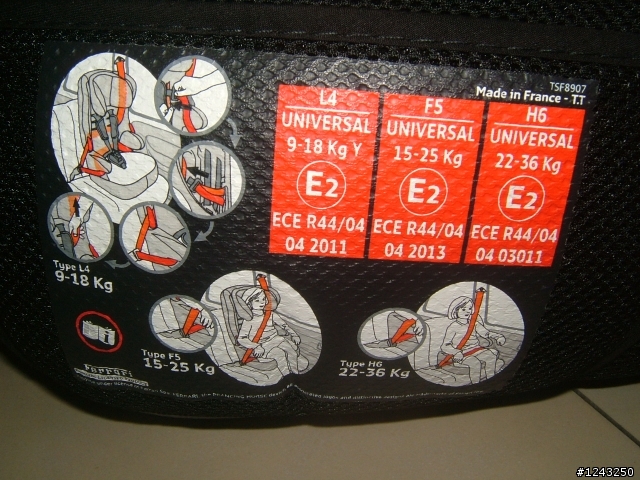 TSF8907
Made in France - T.T
L4
UNIVERSAL
9-18 Kg Y
E2
ECE R44/04
04 2011
F5
UNIVERSAL
15-25 Kg
E2
ECE R44/04
04 2013
H6
UNIVERSAL
22-36 Kg
E2
ECE R44/04
04 03011
Type L4
9-18 Kg
Type F5
15-25 Kg
Type H6
22-36 Kg
Ferrari
#1243250